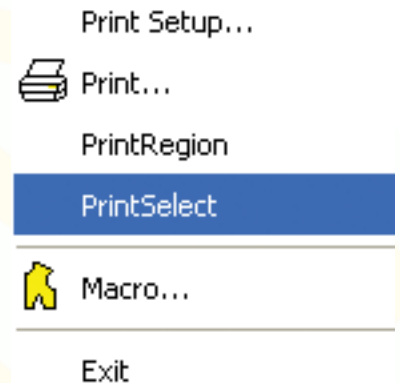 Print Setup...
Print...
PrintRegion
PrintSelect
Macro...
Exit